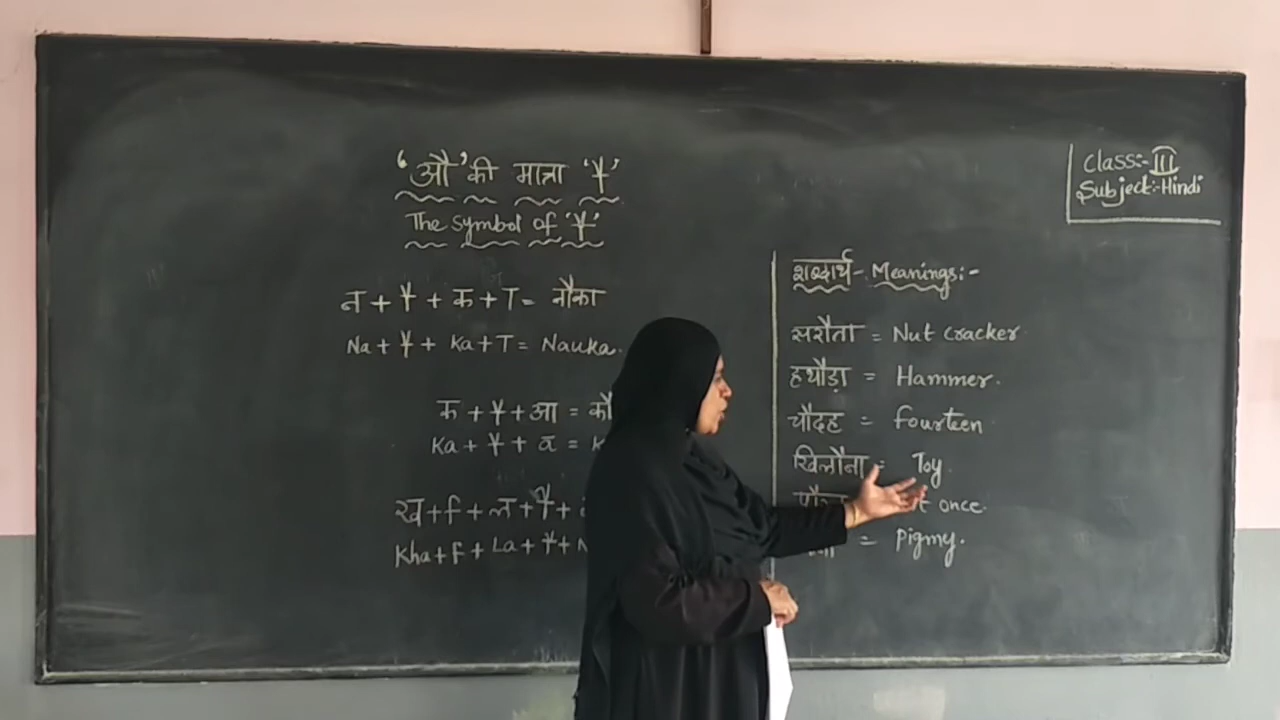 'औ' की मात्रा 'ौ'
The Symbol of 'ौ'
न + ौ + क + ा = नौका
Na + ौ + Ka + ा = Nauka.
क + ौ + आ = कौ
Ka + ौ + ā =
ख + ि + ल + ौ +
Kha + ि + La + ौ +
Class:- III
Subject:- Hindi
शब्दार्थ - Meanings:-
सरौता = Nut Cracker
हथौड़ा = Hammer.
चौदह = Fourteen
खिलौना = Toy
once.
= Pigmy.